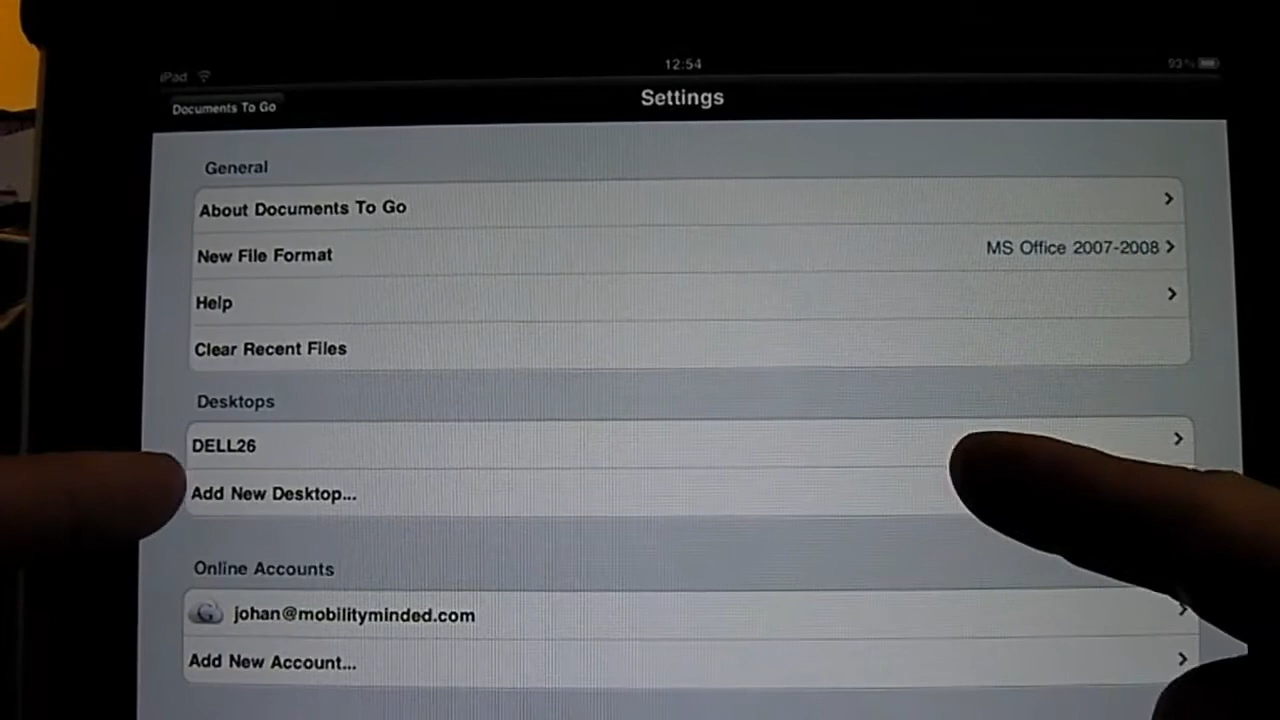 iPad 12:54 93%
Documents To Go Settings
General
About Documents To Go
New File Format MS Office 2007-2008
Help
Clear Recent Files
Desktops
DELL26
Add New Desktop...
Online Accounts
G johan@mobilityminded.com
Add New Account...